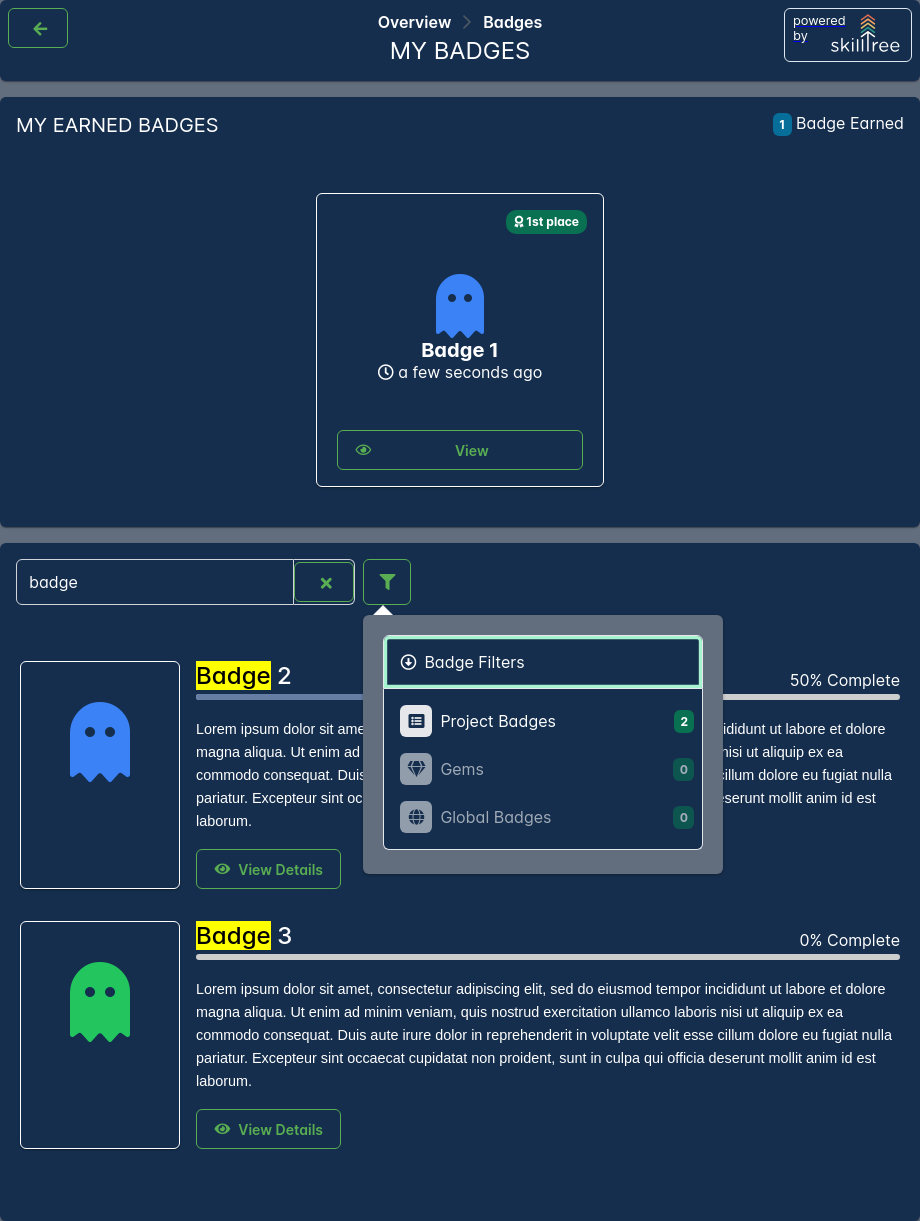 Overview Badges
MY BADGES
powered
by
skilltree
MY EARNED BADGES
1 Badge Earned
1st place
Badge 1
a few seconds ago
View
badge
Badge Filters
Project Badges 2
Gems 0
Global Badges 0
Badge 2
50% Complete
Lorem ipsum dolor sit ame ididunt ut labore et dolore
magna aliqua. Ut enim ad nisi ut aliquip ex ea
commodo consequat. Duis cillum dolore eu fugiat nulla
pariatur. Excepteur sint oc eserunt mollit anim id est
laborum.
View Details
Badge 3
0% Complete
Lorem ipsum dolor sit amet, consectetur adipiscing elit, sed do eiusmod tempor incididunt ut labore et dolore
magna aliqua. Ut enim ad minim veniam, quis nostrud exercitation ullamco laboris nisi ut aliquip ex ea
commodo consequat. Duis aute irure dolor in reprehenderit in voluptate velit esse cillum dolore eu fugiat nulla
pariatur. Excepteur sint occaecat cupidatat non proident, sunt in culpa qui officia deserunt mollit anim id est
laborum.
View Details